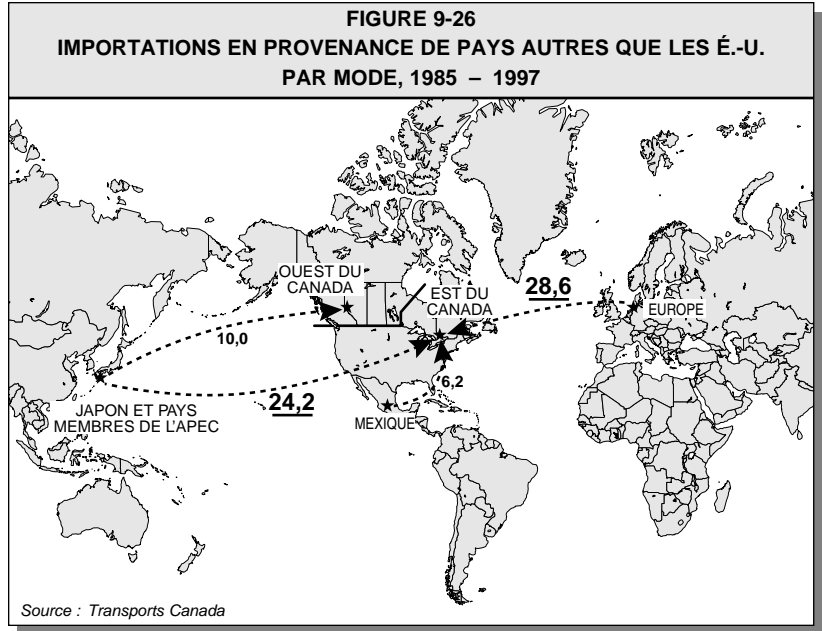 FIGURE 9-26
IMPORTATIONS EN PROVENANCE DE PAYS AUTRES QUE LES É.-U.
PAR MODE, 1985 – 1997
OUEST DU
CANADA
EST DU
CANADA
28,6
EUROPE
10,0
6,2
24,2
JAPON ET PAYS
MEMBRES DE L'APEC
MEXIQUE
Source : Transports Canada